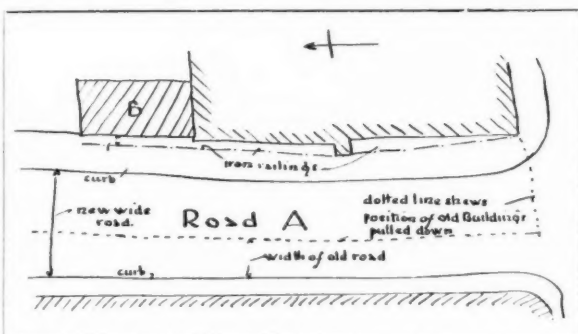 B
iron railings
curb
new wide
road.
Road A
dotted line shews
position of old Buildings
pulled down
width of old road
curb,